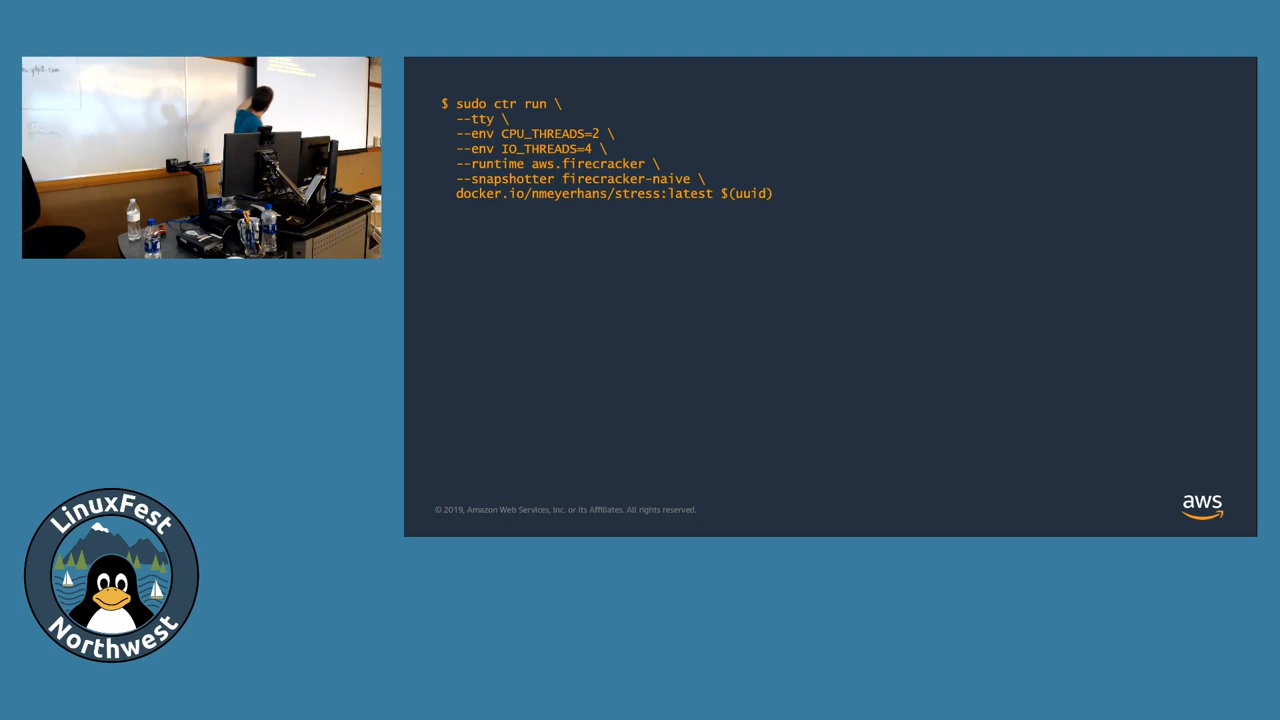 $ sudo ctr run \
--tty \
--env CPU_THREADS=2 \
--env IO_THREADS=4 \
--runtime aws.firecracker \
--snapshotter firecracker-naive \
docker.io/nmeyerhans/stress:latest $(uuid)
© 2019, Amazon Web Services, Inc. or its Affiliates. All rights reserved.
aws
LinuxFest
Northwest